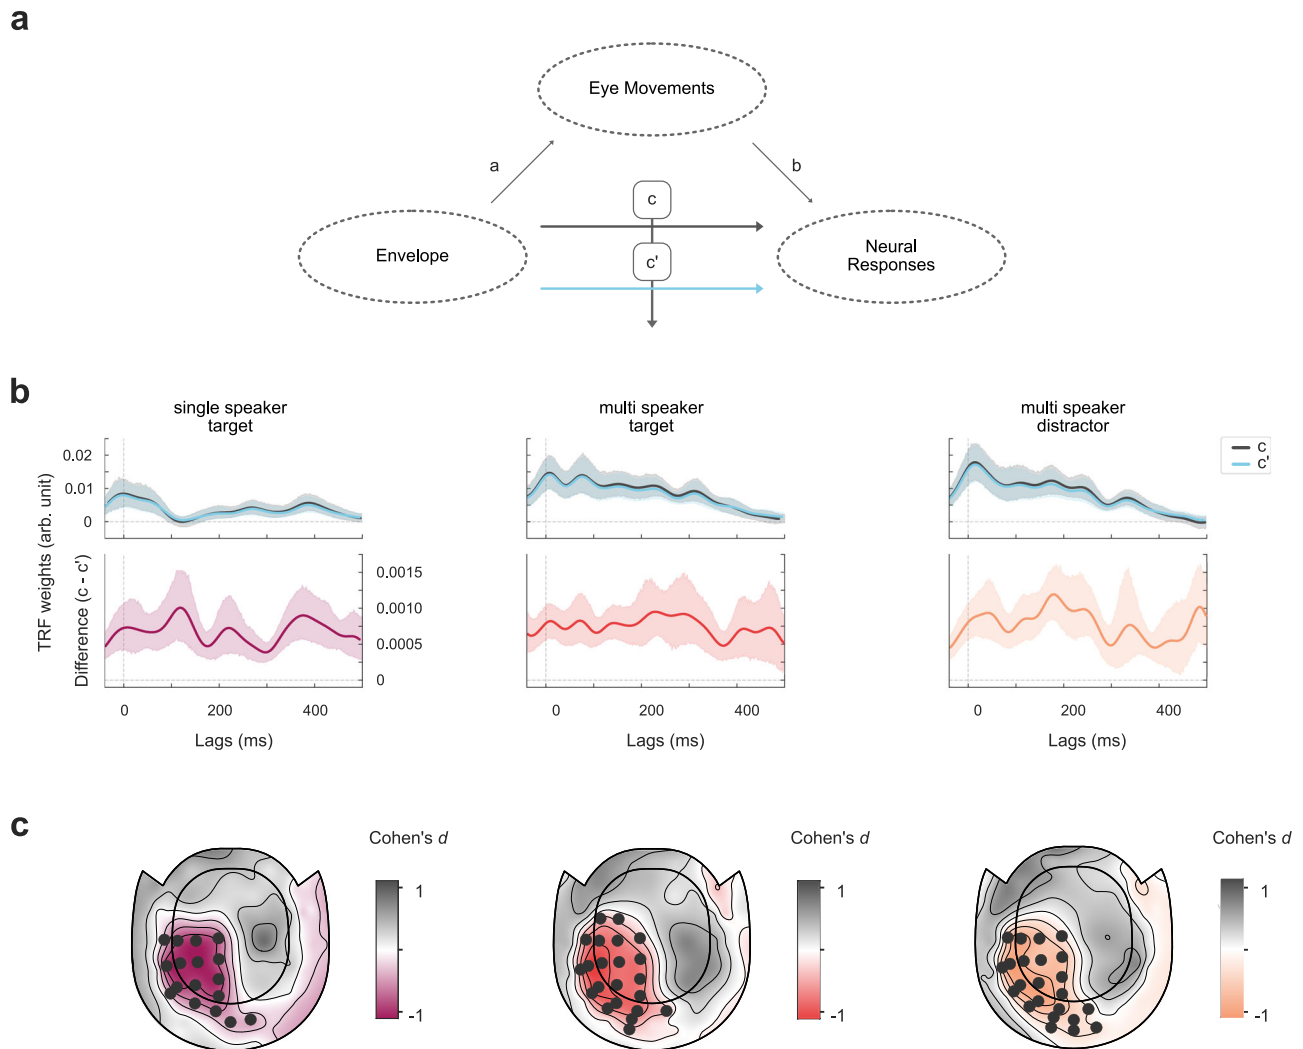 a
Eye Movements
a
b
c
Envelope
c'
Neural
Responses
b
single speaker
target
multi speaker
target
multi speaker
distractor
c
c'
TRF weights (arb. unit)
0.02
0.01
0
Difference (c - c')
0.0015
0.0010
0.0005
0
0
200
400
0
200
400
0
200
400
Lags (ms)
Lags (ms)
Lags (ms)
c
Cohen's d
Cohen's d
Cohen's d
1
-1
1
-1
1
-1